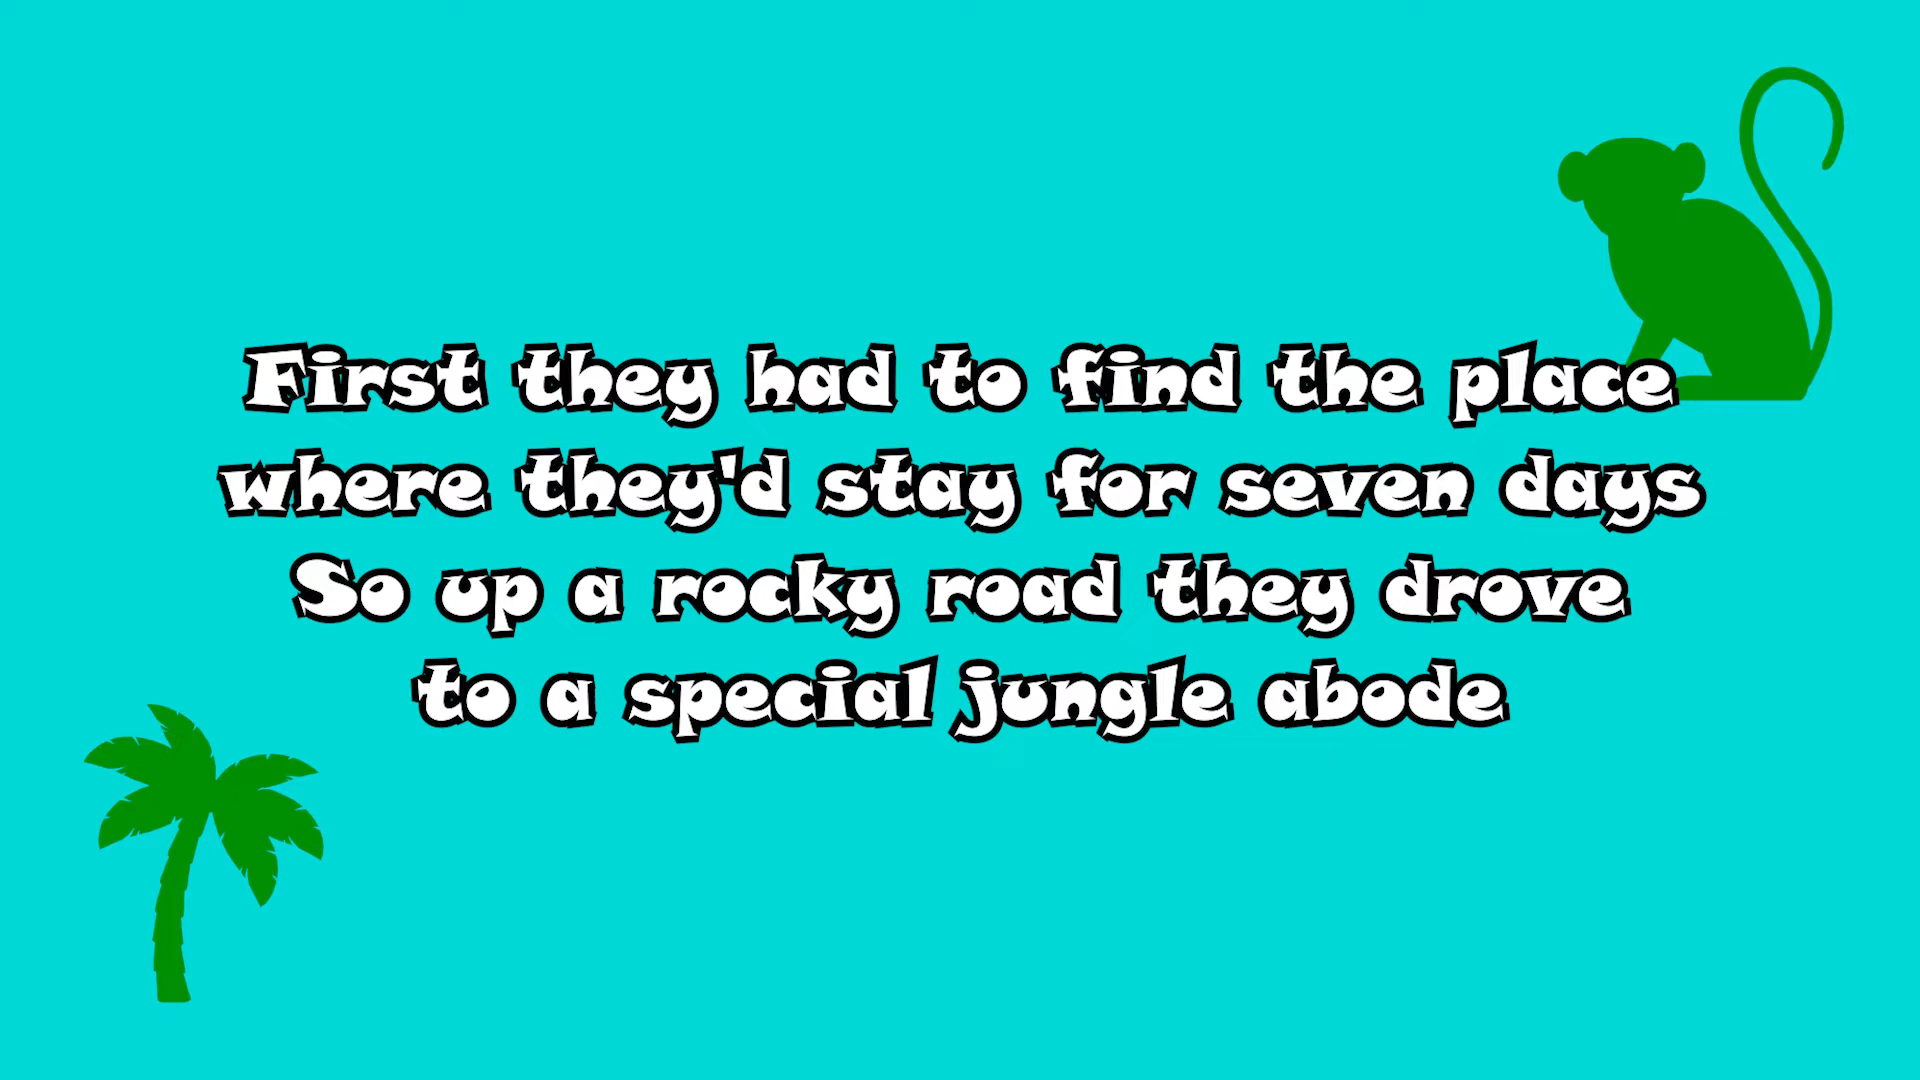 First they had to find the place
where they'd stay for seven days
So up a rocky road they drove
to a special jungle abode